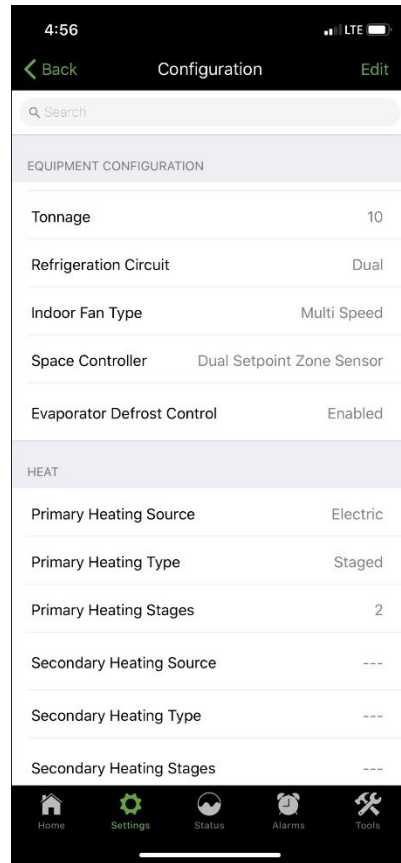 4:56 LTE
Back Configuration Edit
Search
EQUIPMENT CONFIGURATION
Tonnage 10
Refrigeration Circuit Dual
Indoor Fan Type Multi Speed
Space Controller Dual Setpoint Zone Sensor
Evaporator Defrost Control Enabled
HEAT
Primary Heating Source Electric
Primary Heating Type Staged
Primary Heating Stages 2
Secondary Heating Source ---
Secondary Heating Type ---
Secondary Heating Stages ---
Home Settings Status Alarms Tools